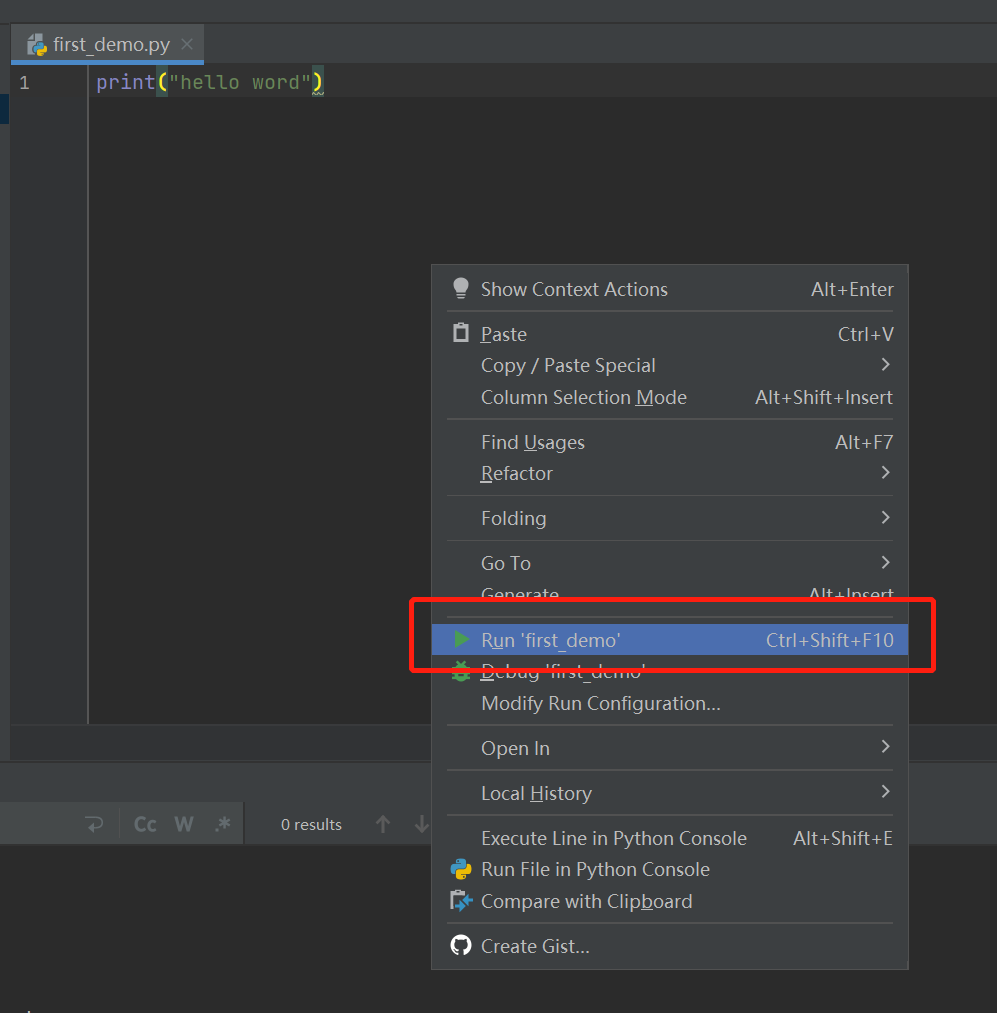 first_demo.py
1 print("hello word")
Show Context Actions Alt+Enter
Paste Ctrl+V
Copy / Paste Special
Column Selection Mode Alt+Shift+Insert
Find Usages Alt+F7
Refactor
Folding
Go To
Generate... Alt+Insert
Run 'first_demo' Ctrl+Shift+F10
Debug 'first_demo'
Modify Run Configuration...
Open In
Local History
Cc W .* 0 results
Execute Line in Python Console Alt+Shift+E
Run File in Python Console
Compare with Clipboard
Create Gist...